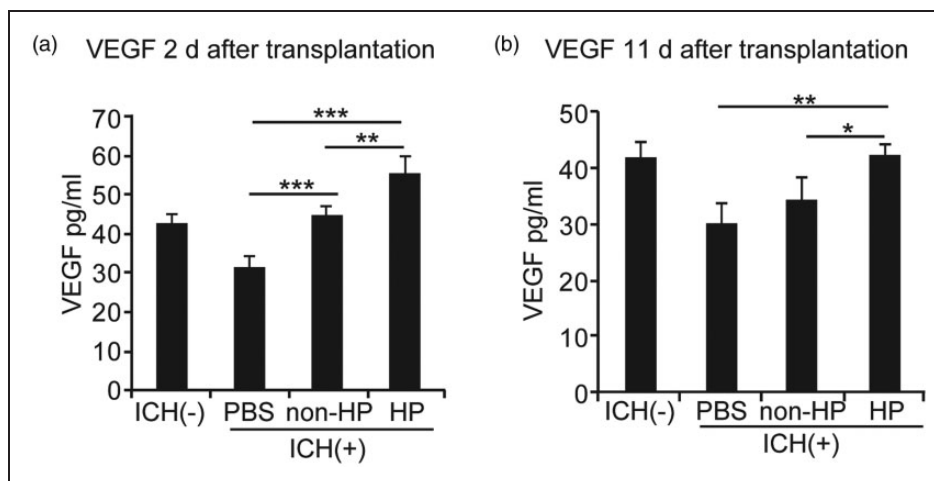 (a) VEGF 2 d after transplantation
70
60
50
40
30
20
10
0
VEGF pg/ml
***
**
***
ICH(-) PBS non-HP HP
ICH(+)
(b) VEGF 11 d after transplantation
50
40
30
20
10
0
VEGF pg/ml
**
*
ICH(-) PBS non-HP HP
ICH(+)